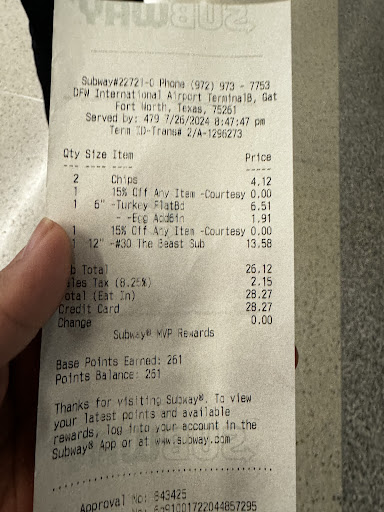 SUBWAY
Subway#22721-0 Phone (972) 973 - 7753
DFW International Airport TerminalB, Gat
Fort Worth, Texas, 75261
Served by: 479 7/26/2024 8:47:47 pm
Term ID-Trans# 2/A-1296273
Qty Size Item Price
2 Chips 4.12
1 15% Off Any Item -Courtesy 0.00
1 6" -Turkey FlatBd 6.51
- -Egg Add6in 1.91
1 15% Off Any Item -Courtesy 0.00
1 12" -#30 The Beast Sub 13.58
b Total 26.12
les Tax (8.25%) 2.15
otal (Eat In) 28.27
Credit Card 28.27
Change 0.00
Subway® MVP Rewards
Base Points Earned: 261
Points Balance: 261
Thanks for visiting Subway®. To view
your latest points and available
rewards, log into your account in the
Subway® App or at www.subway.com
Approval No: 643425